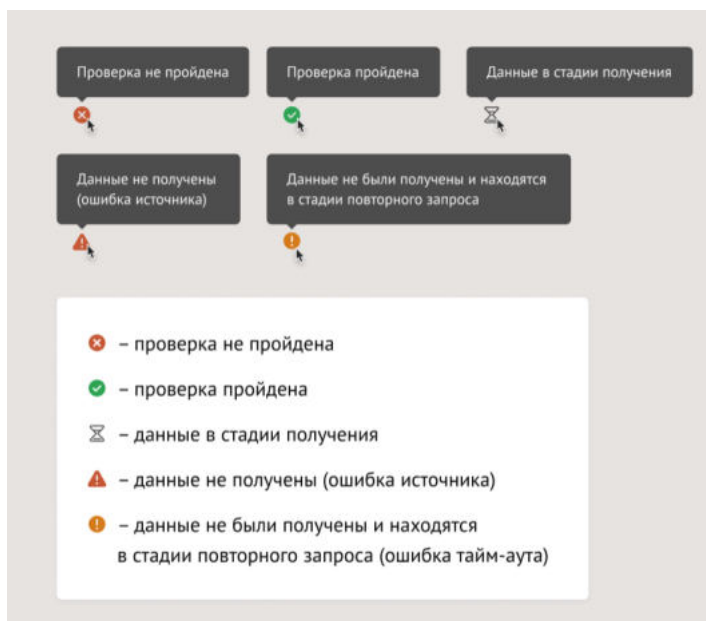 Проверка не пройдена
Проверка пройдена
Данные в стадии получения
Данные не получены
(ошибка источника)
Данные не были получены и находятся
в стадии повторного запроса
– проверка не пройдена
– проверка пройдена
– данные в стадии получения
– данные не получены (ошибка источника)
– данные не были получены и находятся
в стадии повторного запроса (ошибка тайм-аута)